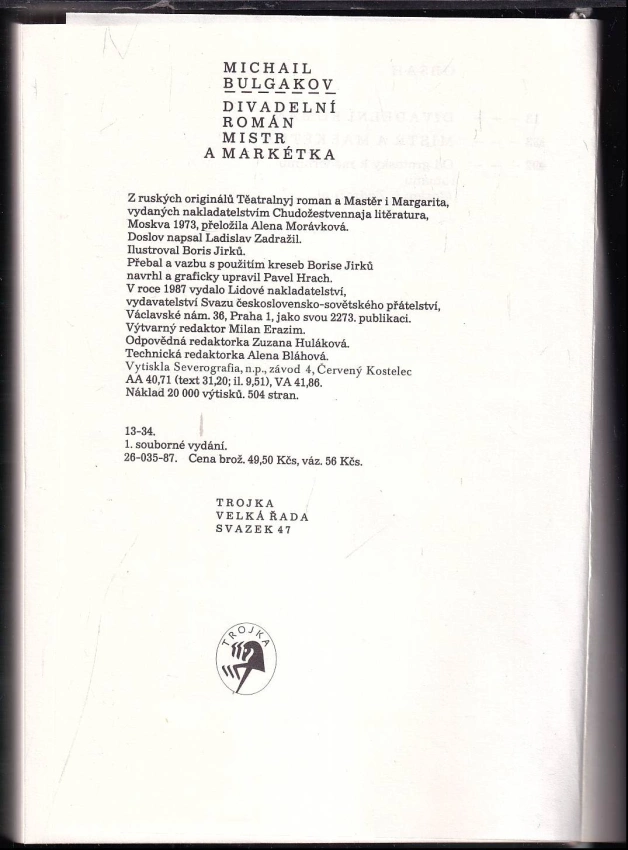 MICHAIL
BULGAKOV
DIVADELNÍ
ROMÁN
MISTR
A MARKÉTKA
Z ruských originálů Těatralnyj roman a Mastěr i Margarita,
vydaných nakladatelstvím Chudožestvennaja litěratura,
Moskva 1973, přeložila Alena Morávková.
Doslov napsal Ladislav Zadražil.
Ilustroval Boris Jirků.
Přebal a vazbu s použitím kreseb Borise Jirků
navrhl a graficky upravil Pavel Hrach.
V roce 1987 vydalo Lidové nakladatelství,
vydavatelství Svazu československo-sovětského přátelství,
Václavské nám. 36, Praha 1, jako svou 2273. publikaci.
Výtvarný redaktor Milan Erazim.
Odpovědná redaktorka Zuzana Huláková.
Technická redaktorka Alena Bláhová.
Vytiskla Severografia, n.p., závod 4, Červený Kostelec
AA 40,71 (text 31,20; il. 9,51), VA 41,86.
Náklad 20 000 výtisků. 504 stran.
13-34.
1. souborné vydání.
26-035-87. Cena brož. 49,50 Kčs, váz. 56 Kčs.
TROJKA
VELKÁ ŘADA
SVAZEK 47
TROJKA